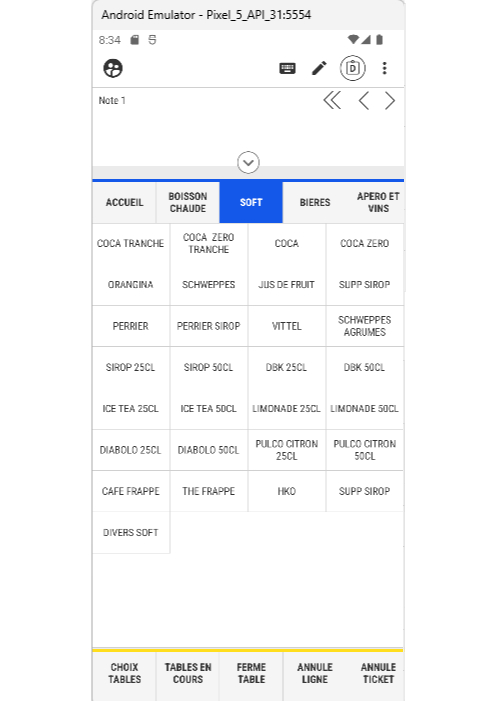 Android Emulator - Pixel_5_API_31:5554
8:34
D
Note 1
ACCUEIL
BOISSON
CHAUDE
SOFT
BIERES
APERO ET
VINS
COCA TRANCHE
COCA ZERO
TRANCHE
COCA
COCA ZERO
ORANGINA
SCHWEPPES
JUS DE FRUIT
SUPP SIROP
PERRIER
PERRIER SIROP
VITTEL
SCHWEPPES
AGRUMES
SIROP 25CL
SIROP 50CL
DBK 25CL
DBK 50CL
ICE TEA 25CL
ICE TEA 50CL
LIMONADE 25CL
LIMONADE 50CL
DIABOLO 25CL
DIABOLO 50CL
PULCO CITRON
25CL
PULCO CITRON
50CL
CAFE FRAPPE
THE FRAPPE
HKO
SUPP SIROP
DIVERS SOFT
CHOIX
TABLES
TABLES EN
COURS
FERME
TABLE
ANNULE
LIGNE
ANNULE
TICKET